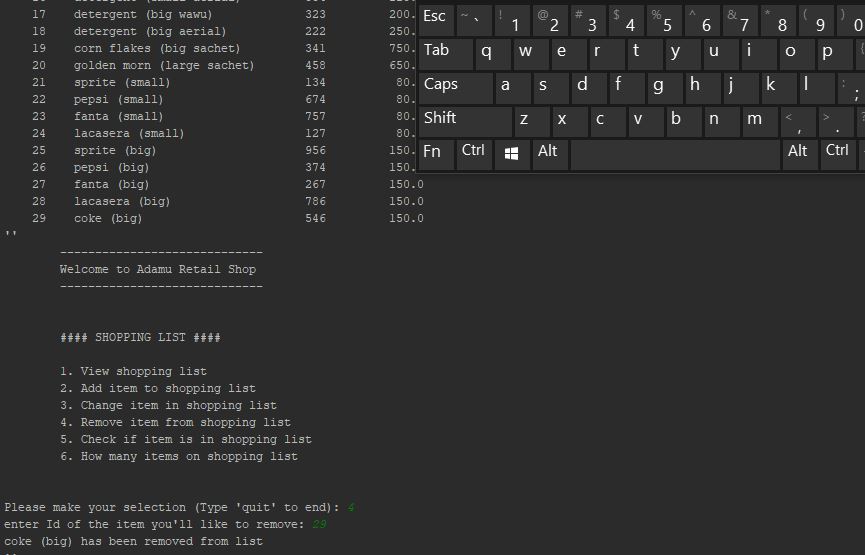 17 detergent (big wawu) 323 200.
18 detergent (big aerial) 222 250.
19 corn flakes (big sachet) 341 750.
20 golden morn (large sachet) 458 650.
21 sprite (small) 134 80.
22 pepsi (small) 674 80.
23 fanta (small) 757 80.
24 lacasera (small) 127 80.
25 sprite (big) 956 150.
26 pepsi (big) 374 150.
27 fanta (big) 267 150.0
28 lacasera (big) 786 150.0
29 coke (big) 546 150.0
''
-----------------------------
Welcome to Adamu Retail Shop
-----------------------------
#### SHOPPING LIST ####
1. View shopping list
2. Add item to shopping list
3. Change item in shopping list
4. Remove item from shopping list
5. Check if item is in shopping list
6. How many items on shopping list
Please make your selection (Type 'quit' to end): 4
enter Id of the item you'll like to remove: 29
coke (big) has been removed from list
Esc ~ ` ! 1 @ 2 # 3 $ 4 % 5 ^ 6 & 7 * 8 ( 9 ) 0
Tab q w e r t y u i o p {
Caps a s d f g h j k l : ;
Shift z x c v b n m < , > . ?
Fn Ctrl Alt Alt Ctrl